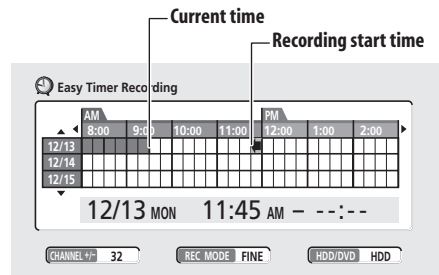 Current time
Recording start time
Easy Timer Recording
AM PM
8:00 9:00 10:00 11:00 12:00 1:00 2:00
12/13
12/14
12/15
12/13 MON 11:45 AM – --:--
CHANNEL +/- 32 REC MODE FINE HDD/DVD HDD